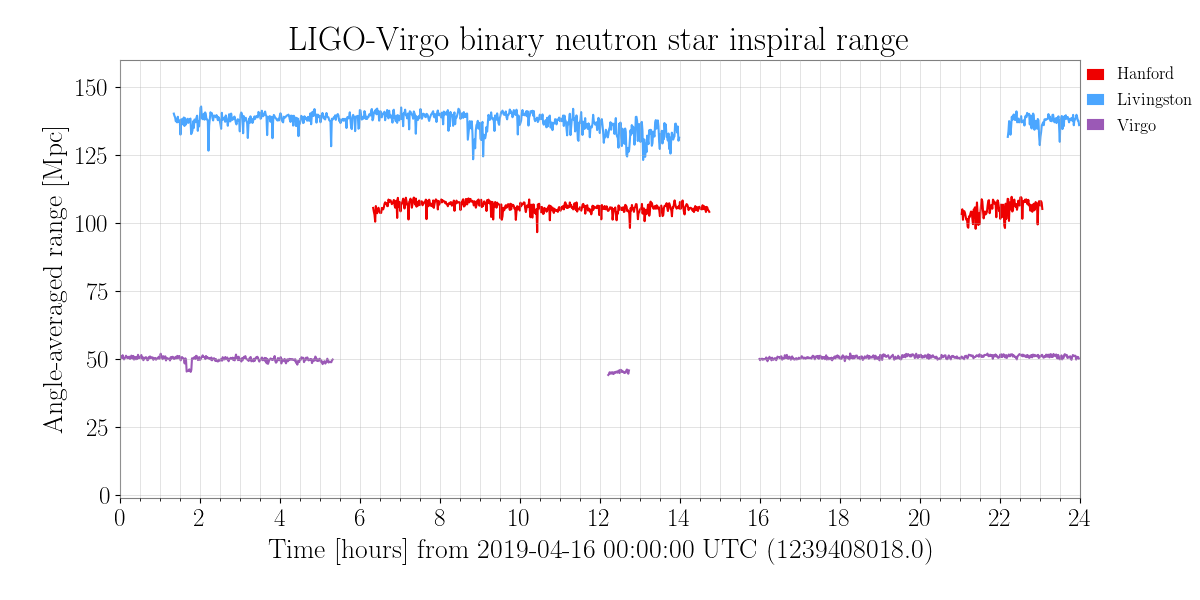 LIGO-Virgo binary neutron star inspiral range
Hanford
Livingston
Virgo
Angle-averaged range [Mpc]
150
125
100
75
50
25
0
0 2 4 6 8 10 12 14 16 18 20 22 24
Time [hours] from 2019-04-16 00:00:00 UTC (1239408018.0)